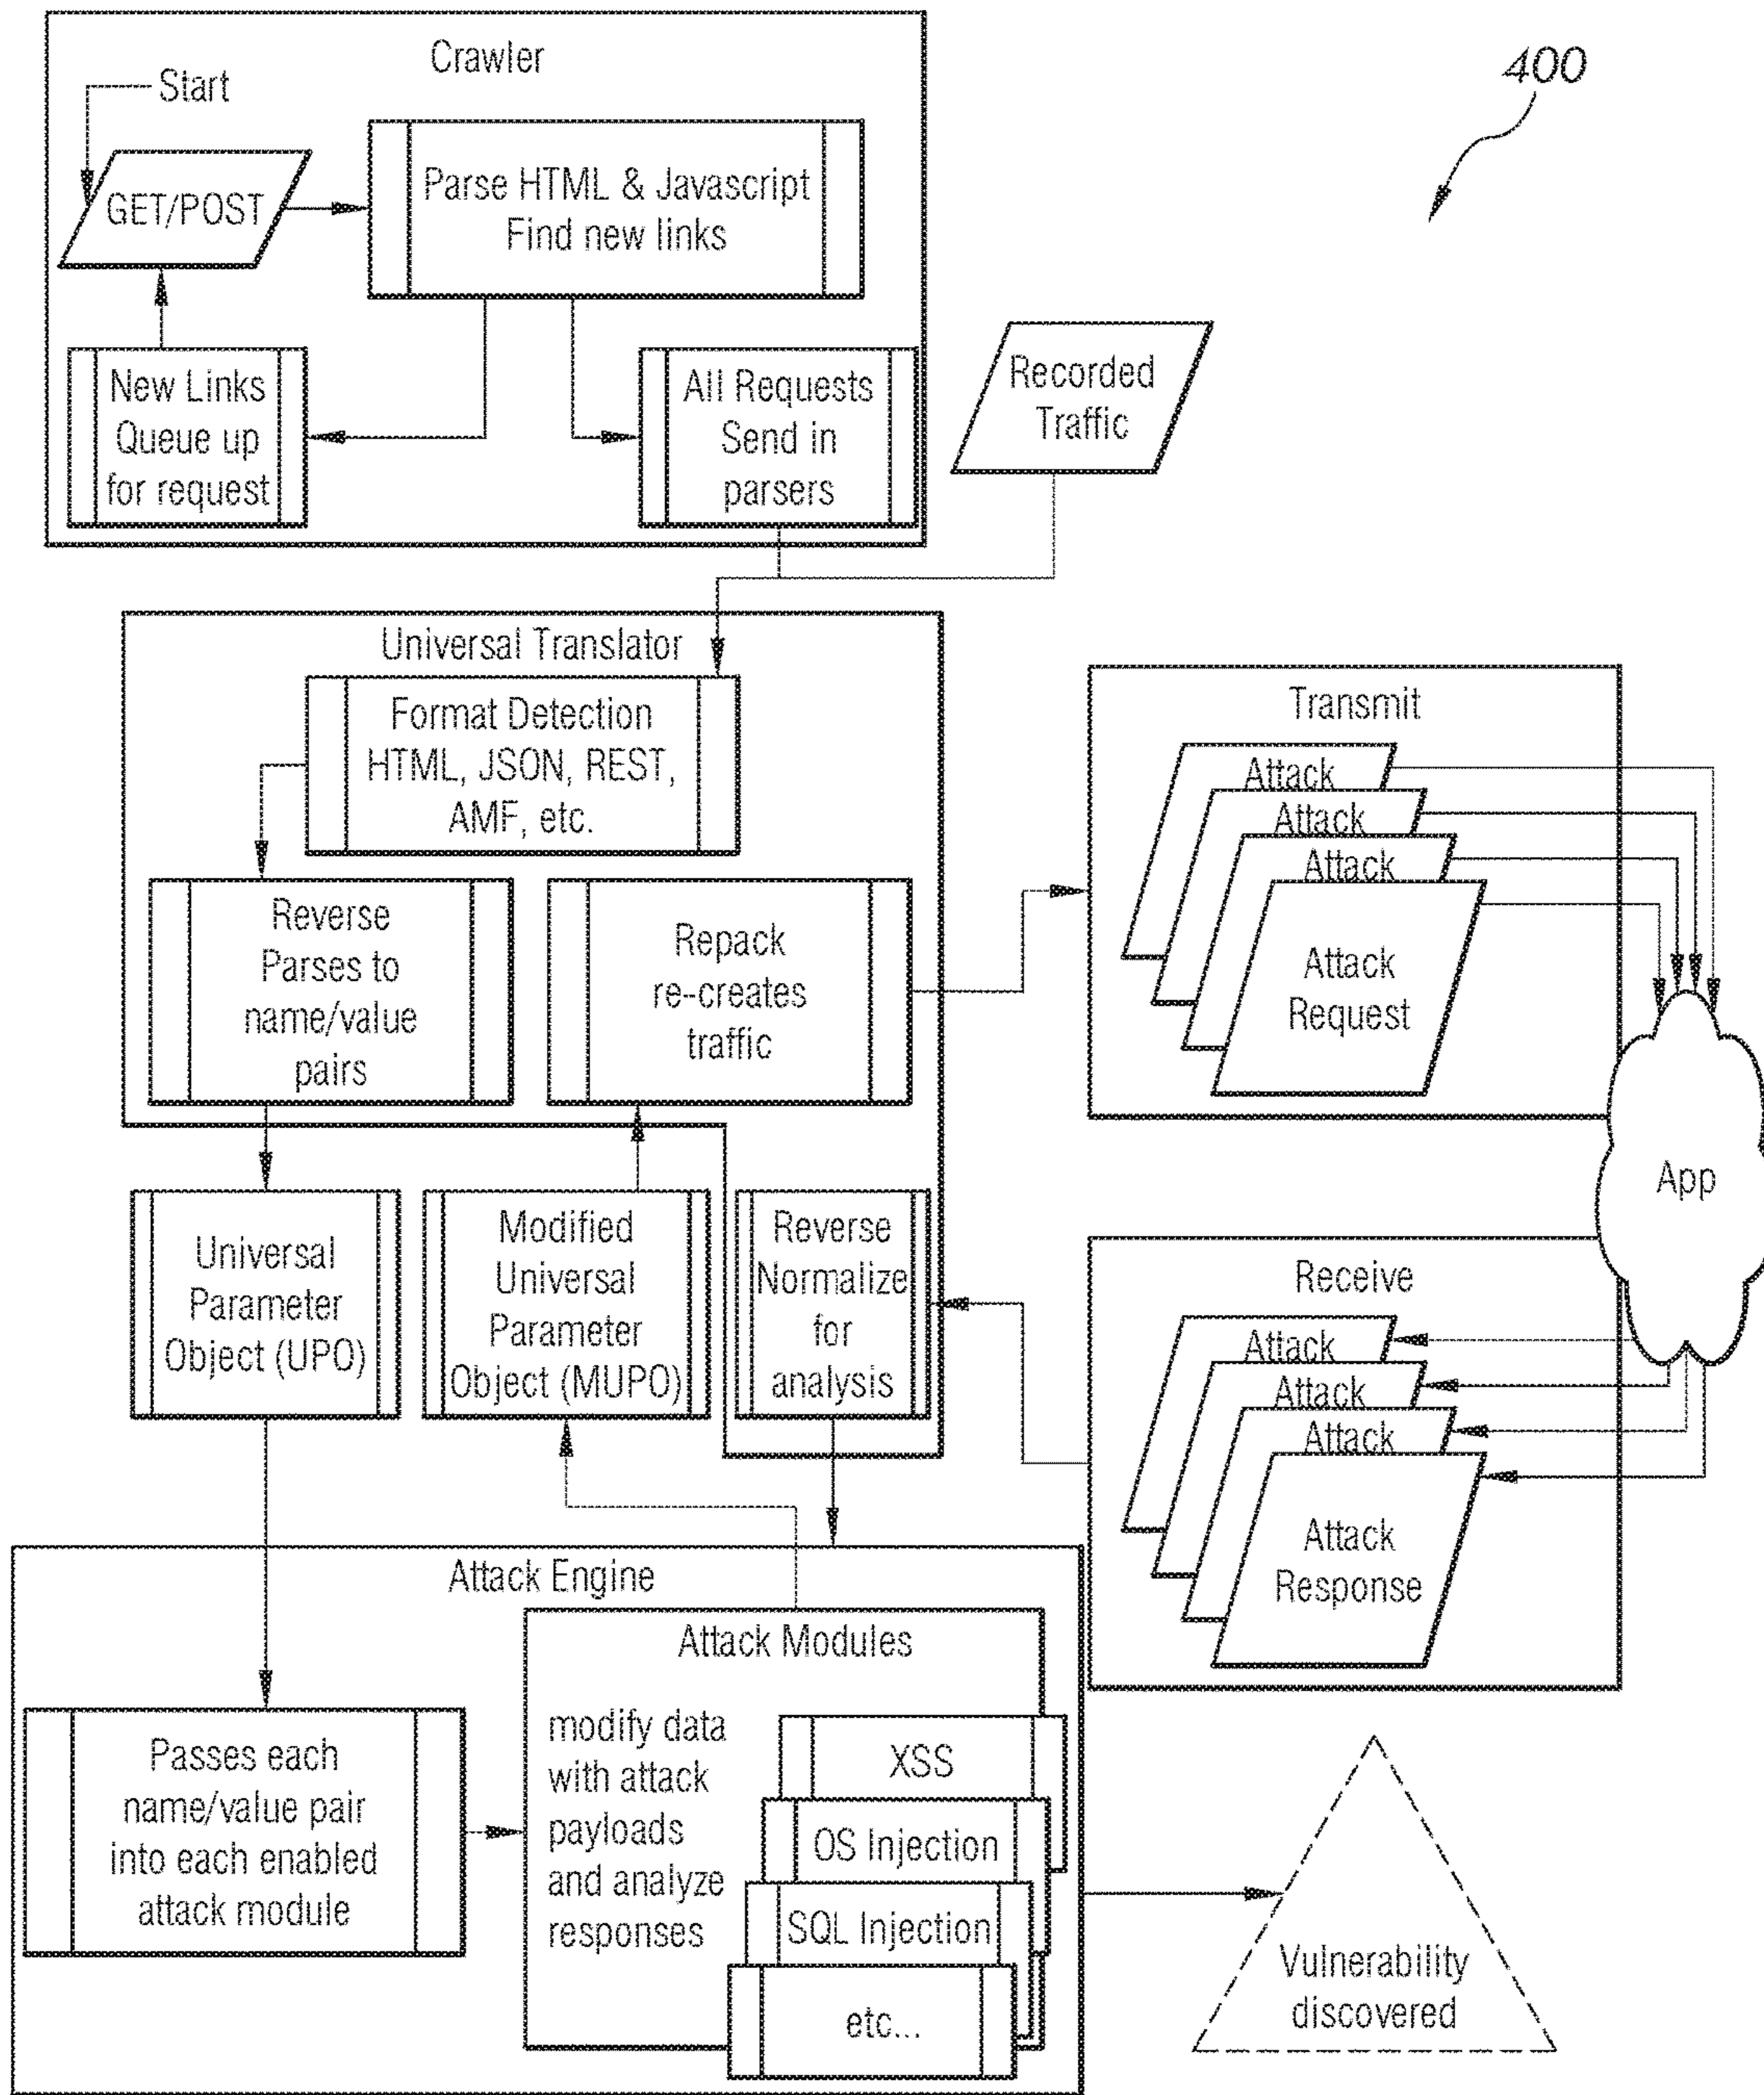 Crawler
400
Start
GET/POST
Parse HTML & Javascript
Find new links
New Links
Queue up
for request
All Requests
Send in
parsers
Recorded
Traffic
Universal Translator
Format Detection
HTML, JSON, REST,
AMF, etc.
Reverse
Parses to
name/value
pairs
Repack
re-creates
traffic
Transmit
Attack
Attack
Attack
Attack
Request
App
Universal
Parameter
Object (UPO)
Modified
Universal
Parameter
Object (MUPO)
Reverse
Normalize
for
analysis
Receive
Attack
Attack
Attack
Attack
Response
Attack Engine
Passes each
name/value pair
into each enabled
attack module
Attack Modules
modify data
with attack
payloads
and analyze
responses
XSS
OS Injection
SQL Injection
etc...
Vulnerability
discovered